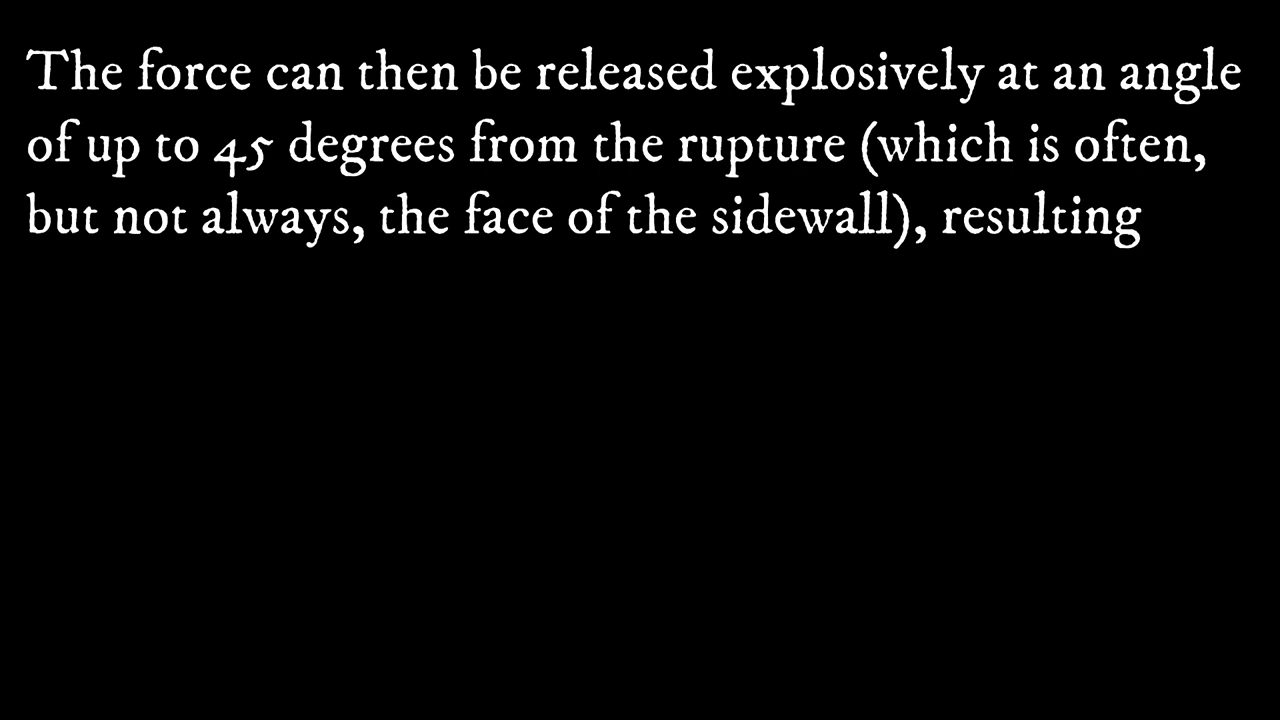 The force can then be released explosively at an angle
of up to 45 degrees from the rupture (which is often,
but not always, the face of the sidewall), resulting